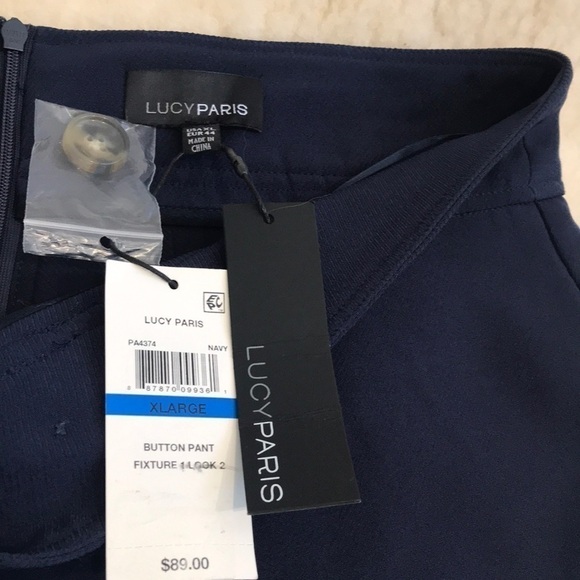 LUCYPARIS
USA XL
EUR 44
MADE IN
CHINA
LUCY PARIS
PA4374 NAVY
8 87870 09936 1
XLARGE
BUTTON PANT
FIXTURE 1 LOOK 2
$89.00
LUCYPARIS